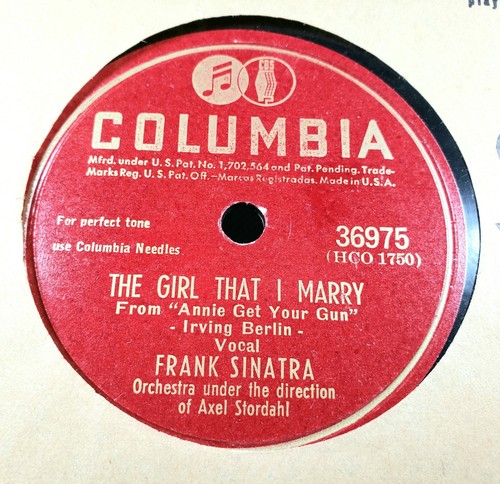 play
COLUMBIA
Mfrd. under U. S. Pat. No. 1,702,564 and Pat. Pending. Trade-
Marks Reg. U. S. Pat. Off.—Marcas Registradas. Made in U.S.A.
For perfect tone
use Columbia Needles
36975
(HCO 1750)
THE GIRL THAT I MARRY
From "Annie Get Your Gun"
- Irving Berlin -
Vocal
FRANK SINATRA
Orchestra under the direction
of Axel Stordahl